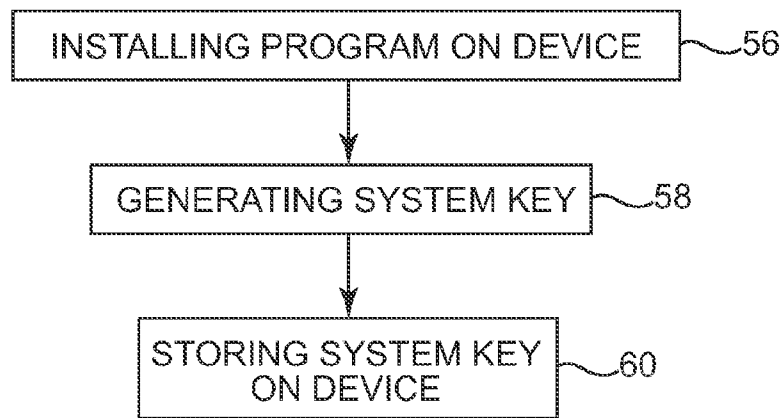 INSTALLING PROGRAM ON DEVICE 56
GENERATING SYSTEM KEY 58
STORING SYSTEM KEY
ON DEVICE
60